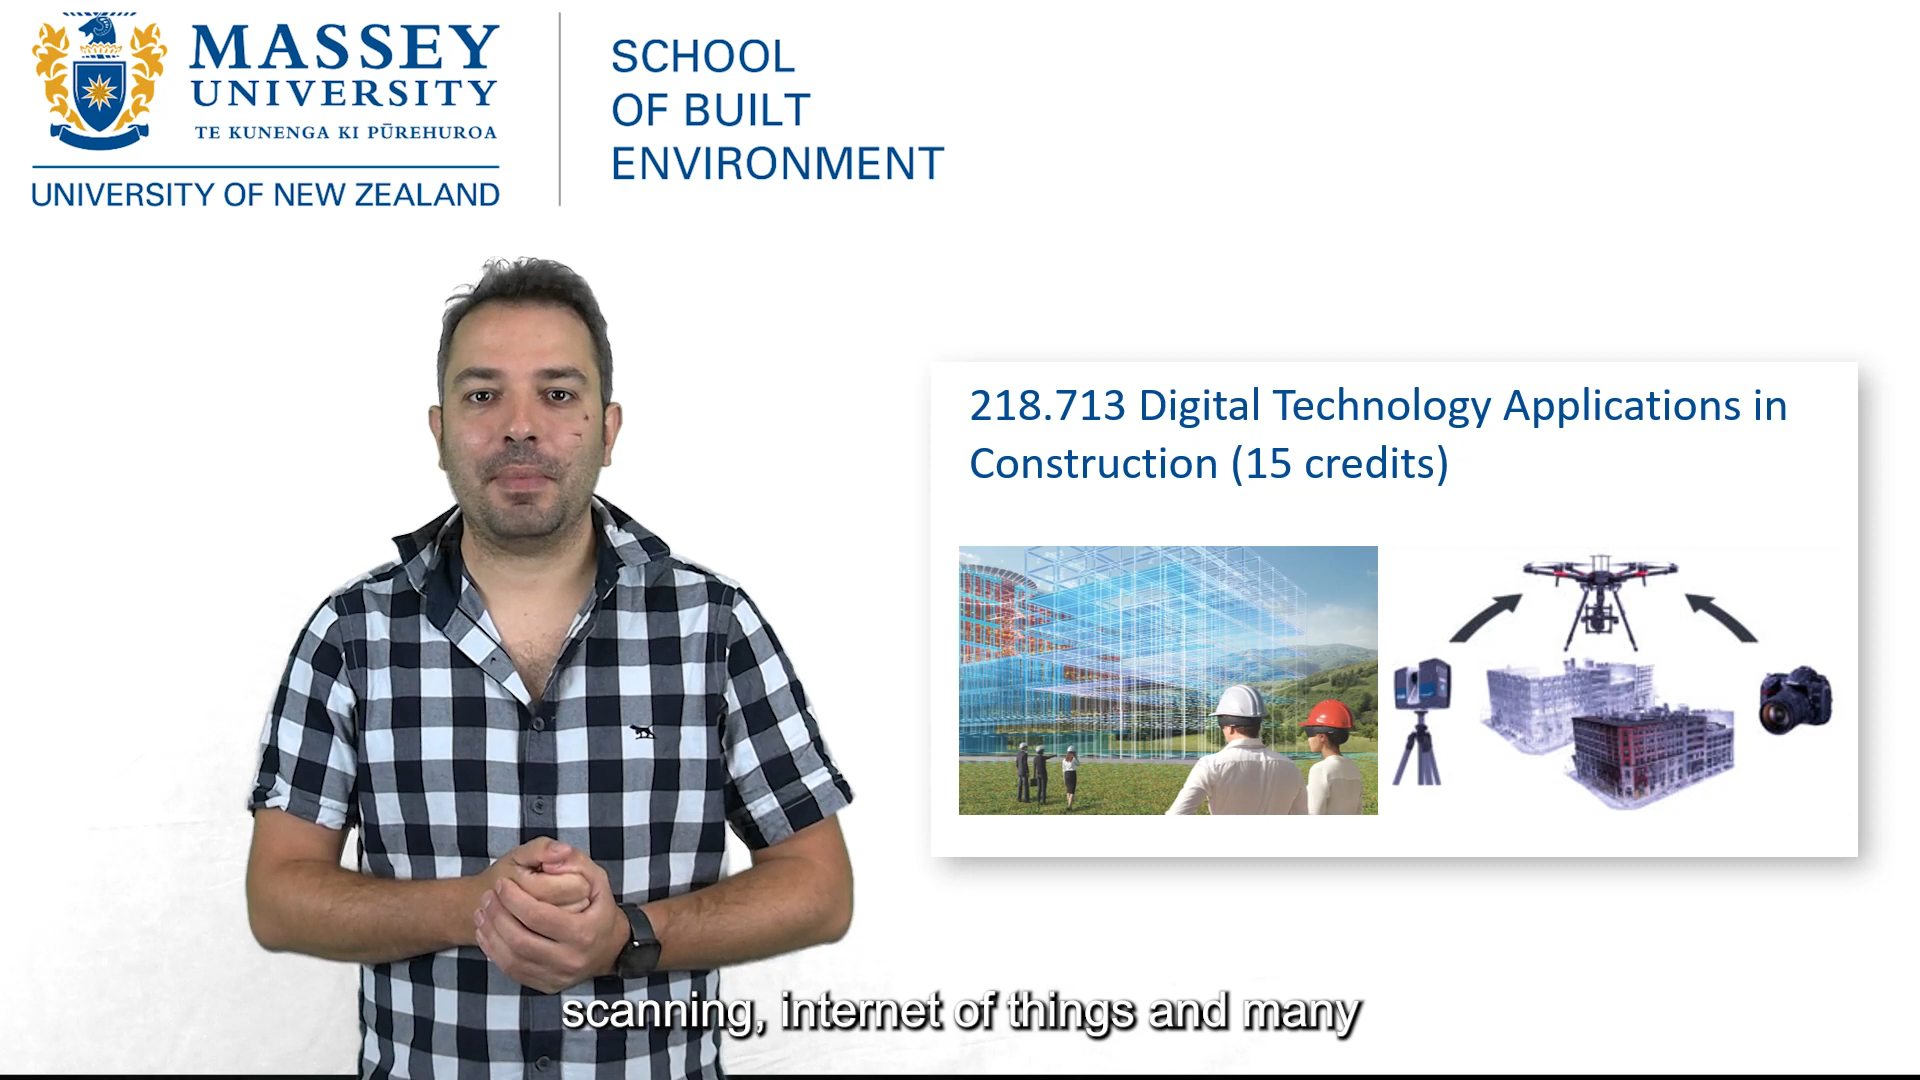 MASSEY
UNIVERSITY
TE KUNENGA KI PŪREHUROA
UNIVERSITY OF NEW ZEALAND
SCHOOL
OF BUILT
ENVIRONMENT
218.713 Digital Technology Applications in
Construction (15 credits)
scanning, internet of things and many